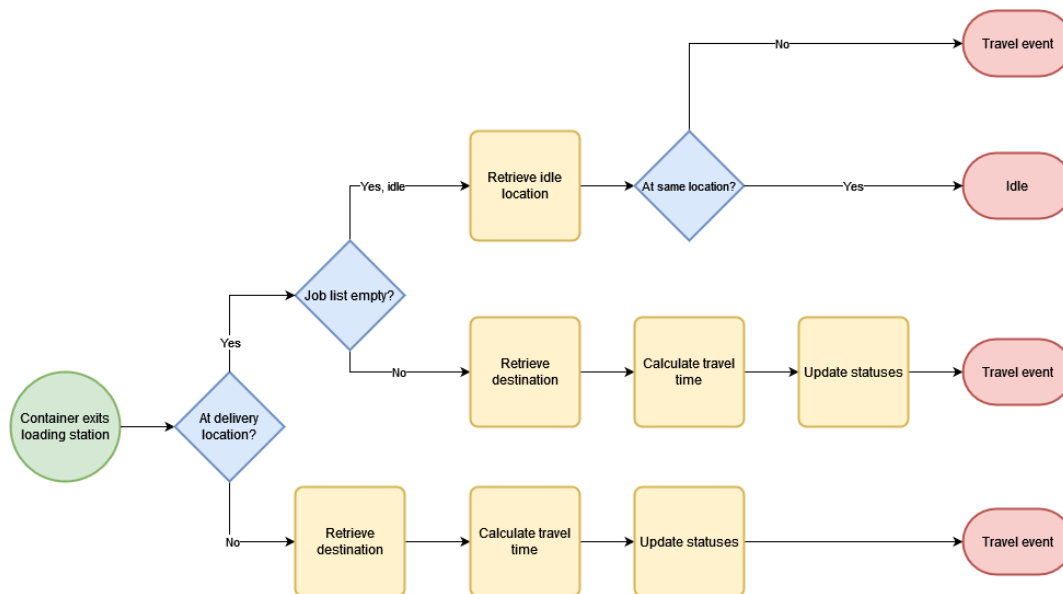 No
Travel event
Retrieve idle
location
Yes, idle
At same location?
Yes
Idle
Job list empty?
Yes
No
Retrieve
destination
Calculate travel
time
Update statuses
Travel event
Container exits
loading station
At delivery
location?
No
Retrieve
destination
Calculate travel
time
Update statuses
Travel event